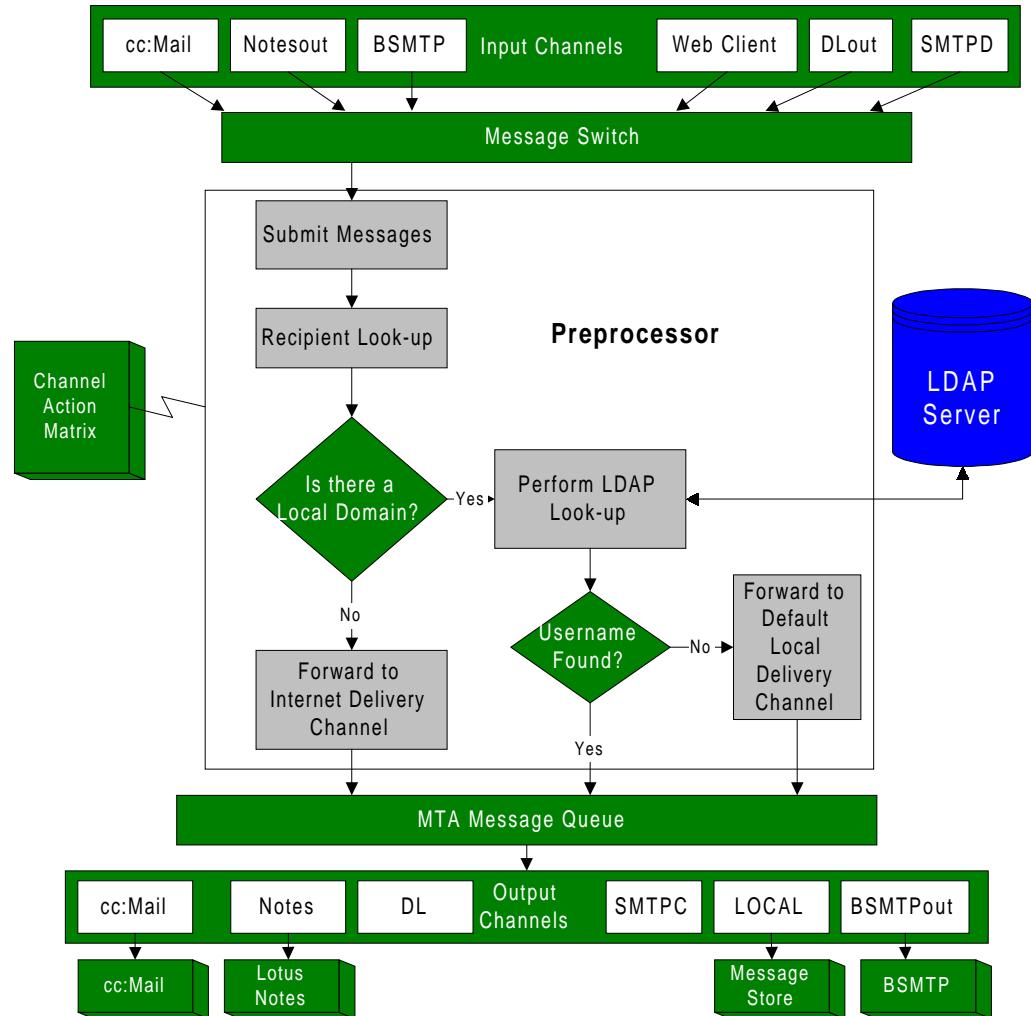 cc:Mail
Notesout
BSMTP
Input Channels
Web Client
DLout
SMTPD
Message Switch
Submit Messages
Recipient Look-up
Preprocessor
Channel
Action
Matrix
LDAP
Server
Is there a
Local Domain?
Yes
Perform LDAP
Look-up
No
Username
Found?
No
Forward to
Default
Local
Delivery
Channel
Forward to
Internet Delivery
Channel
Yes
MTA Message Queue
cc:Mail
Notes
DL
Output
Channels
SMTPC
LOCAL
BSMTPout
cc:Mail
Lotus
Notes
Message
Store
BSMTP